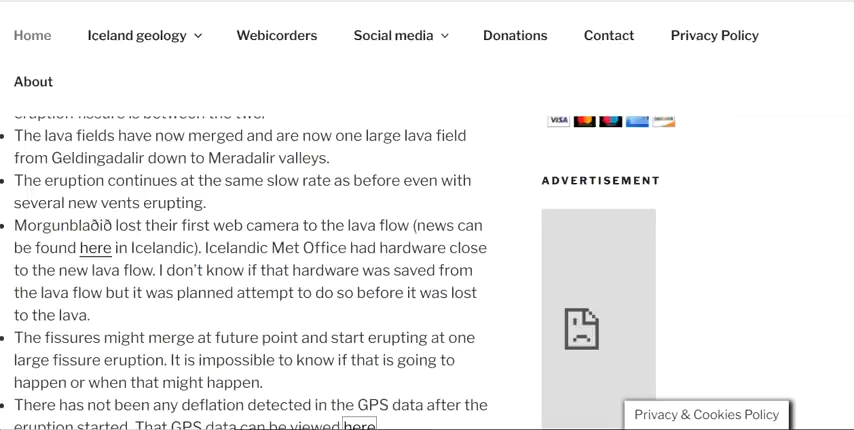 Home Iceland geology Webicorders Social media Donations Contact Privacy Policy
About
eruption fissure is between the two.
The lava fields have now merged and are now one large lava field
from Geldingadalir down to Meradalir valleys.
The eruption continues at the same slow rate as before even with
several new vents erupting.
Morgunblaðið lost their first web camera to the lava flow (news can
be found here in Icelandic). Icelandic Met Office had hardware close
to the new lava flow. I don't know if that hardware was saved from
the lava flow but it was planned attempt to do so before it was lost
to the lava.
The fissures might merge at future point and start erupting at one
large fissure eruption. It is impossible to know if that is going to
happen or when that might happen.
There has not been any deflation detected in the GPS data after the
eruption started. That GPS data can be viewed here
VISA
ADVERTISEMENT
Privacy & Cookies Policy